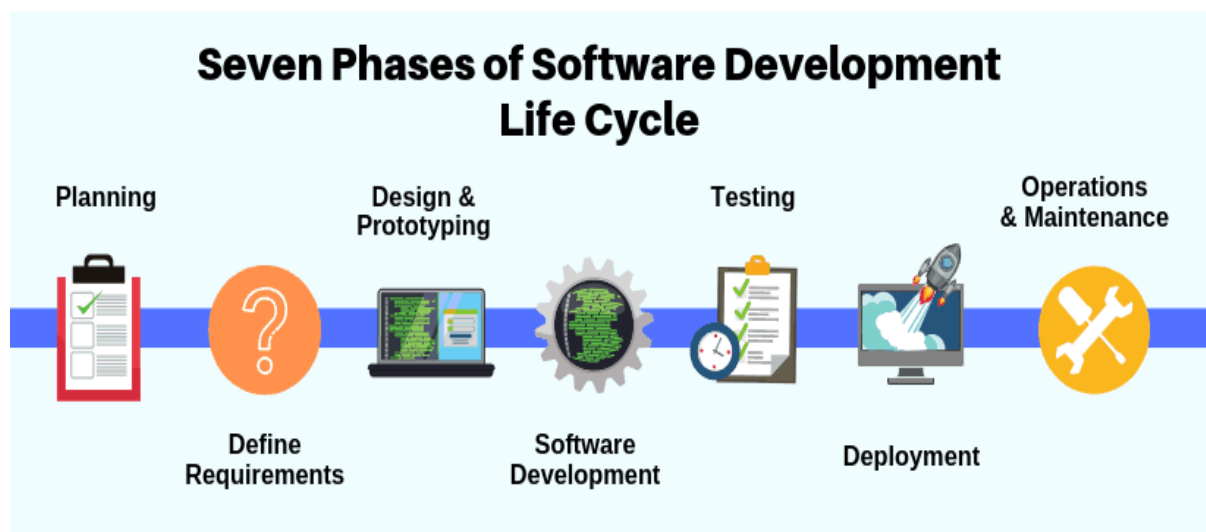 Seven Phases of Software Development
Life Cycle
Planning
Define
Requirements
Design &
Prototyping
Software
Development
Testing
Deployment
Operations
& Maintenance